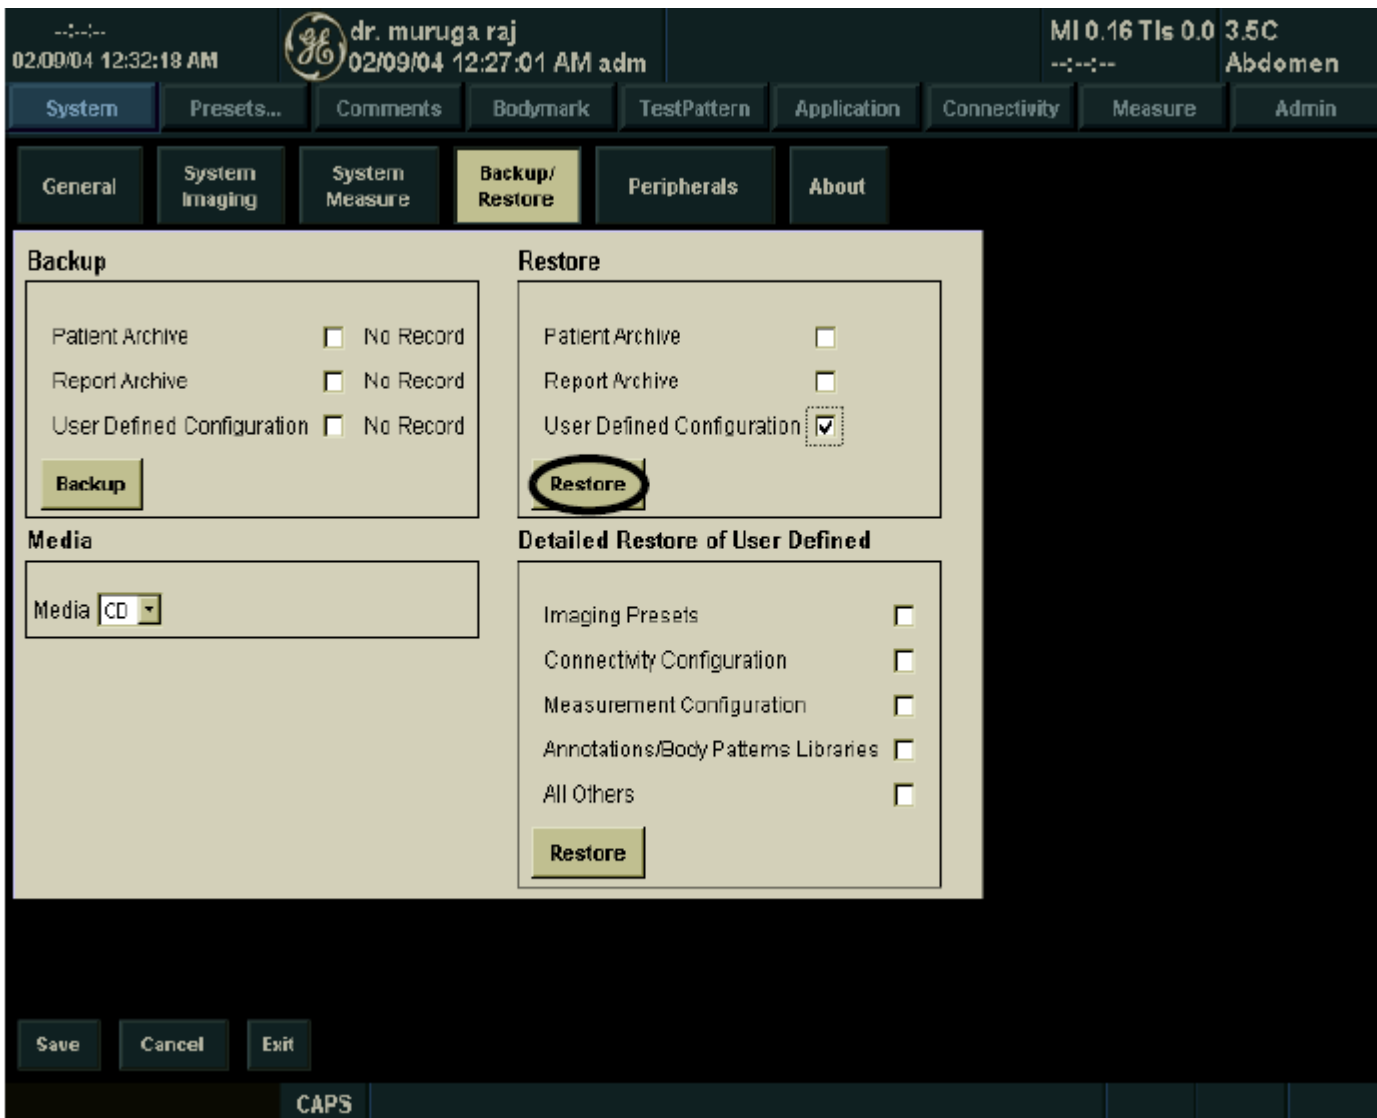 --:--:--
02/09/04 12:32:18 AM
dr. muruga raj
02/09/04 12:27:01 AM adm
MI 0.16 TIs 0.0
--:--:--
3.5C
Abdomen
System
Presets...
Comments
Bodymark
TestPattern
Application
Connectivity
Measure
Admin
General
System
Imaging
System
Measure
Backup/
Restore
Peripherals
About
Backup
Patient Archive No Record
Report Archive No Record
User Defined Configuration No Record
Backup
Media
Media CD
Restore
Patient Archive
Report Archive
User Defined Configuration
Restore
Detailed Restore of User Defined
Imaging Presets
Connectivity Configuration
Measurement Configuration
Annotations/Body Patterns Libraries
All Others
Restore
Save
Cancel
Exit
CAPS